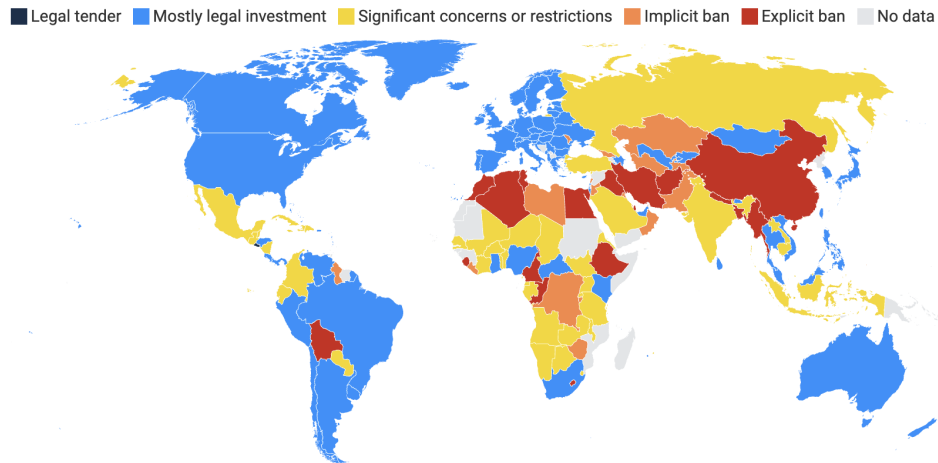 Legal tender Mostly legal investment Significant concerns or restrictions Implicit ban Explicit ban No data